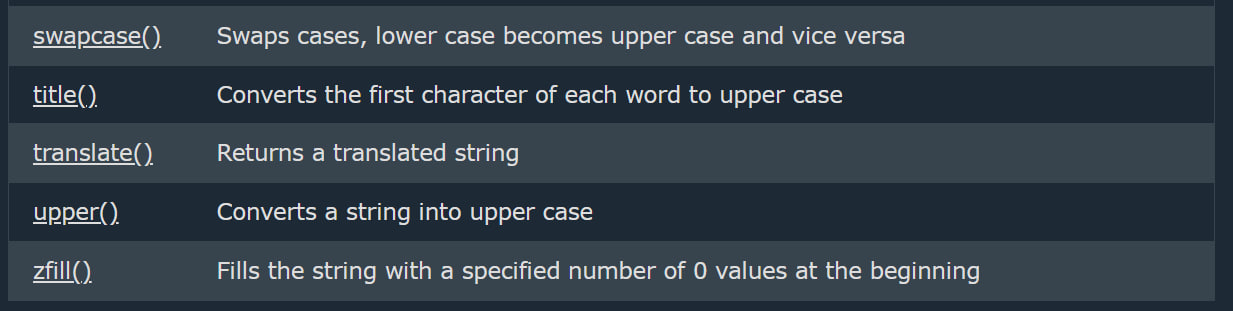 swapcase() Swaps cases, lower case becomes upper case and vice versa
title() Converts the first character of each word to upper case
translate() Returns a translated string
upper() Converts a string into upper case
zfill() Fills the string with a specified number of 0 values at the beginning